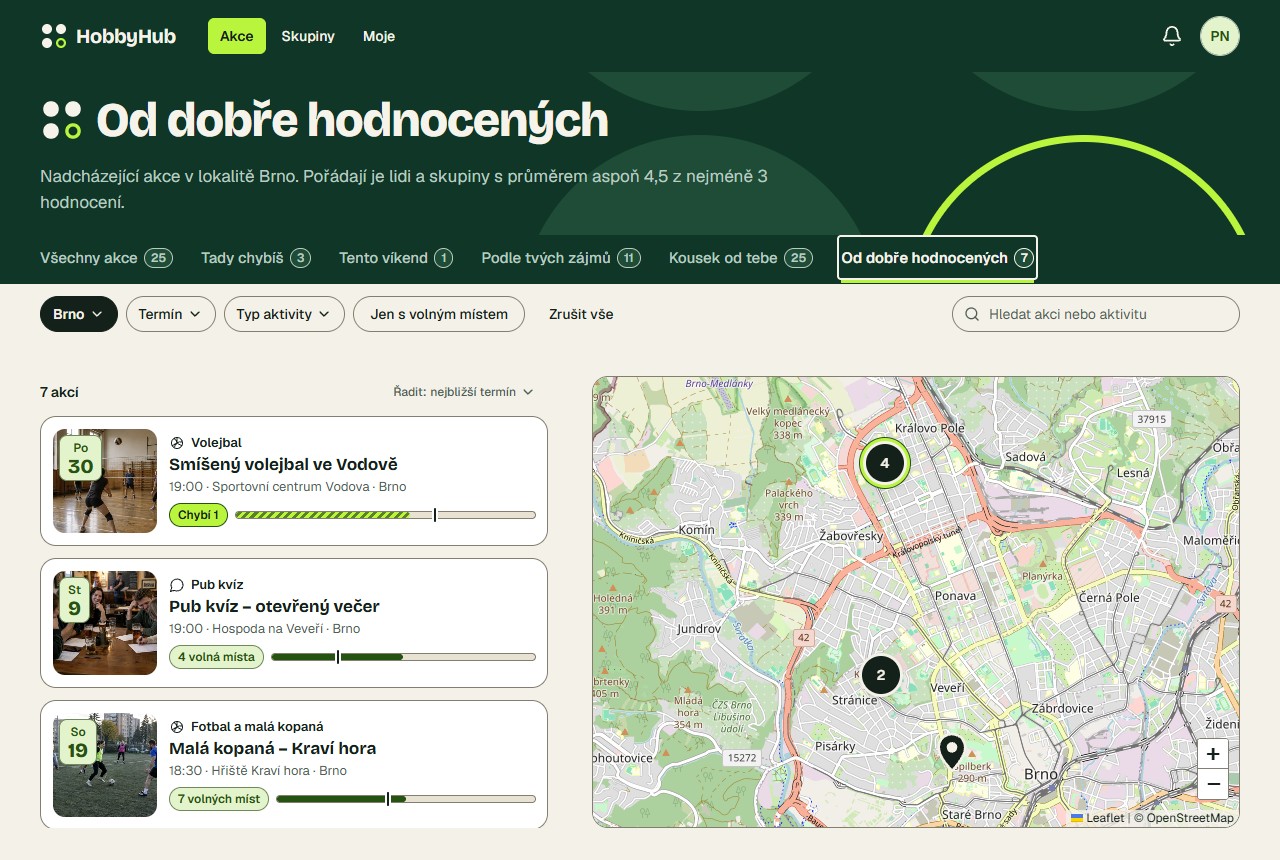 HobbyHub
Akce
Skupiny
Moje
PN
Od dobře hodnocených
Nadcházející akce v lokalitě Brno. Pořádají je lidi a skupiny s průměrem aspoň 4,5 z nejméně 3
hodnocení.
Všechny akce 25
Tady chybíš 3
Tento víkend 1
Podle tvých zájmů 11
Kousek od tebe 25
Od dobře hodnocených 7
Brno
Termín
Typ aktivity
Jen s volným místem
Zrušit vše
Hledat akci nebo aktivitu
7 akcí
Řadit: nejbližší termín
Po
30
Volejbal
Smíšený volejbal ve Vodově
19:00 · Sportovní centrum Vodova · Brno
Chybí 1
St
9
Pub kvíz
Pub kvíz – otevřený večer
19:00 · Hospoda na Veveří · Brno
4 volná místa
So
19
Fotbal a malá kopaná
Malá kopaná – Kraví hora
18:30 · Hřiště Kraví hora · Brno
7 volných míst
Brno-Medlánky
Velký medlánecký
kopec
338 m
Královo Pole
37915
Sadová
Lesná
4
Palackého
vrch
339 m
Komín
Žabovřesky
Kníničská
Kníničská
Královopolský tunel
Planýrka
Ponava
Černá Pole
Holedná
391 m
Jundrov
Svratka
Svitava
42
42
2
Stránice
Veveří
Mladá
hora
354 m
ČZS Brno
Libušino
údolí
405 m
Zábrdovice
Pisárky
15272
290 m
Brno
Staré Brno
+
−
Leaflet | © OpenStreetMap